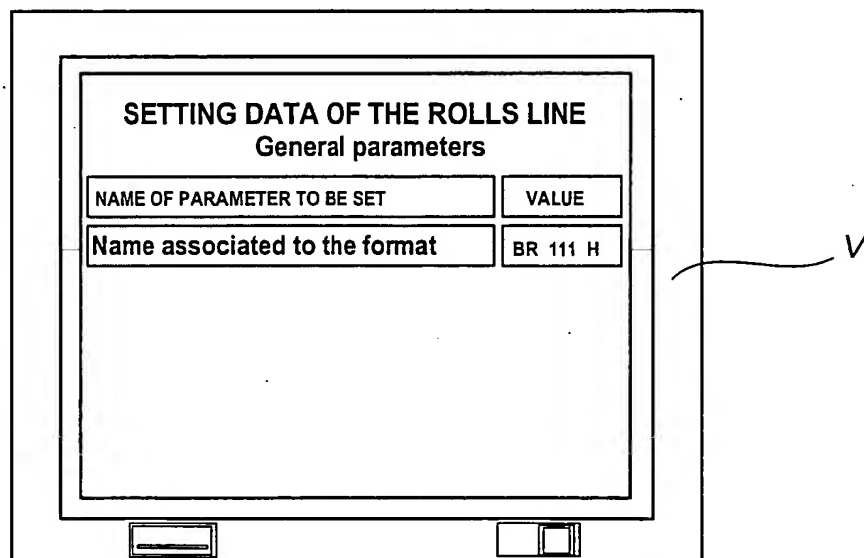 SETTING DATA OF THE ROLLS LINE
General parameters
NAME OF PARAMETER TO BE SET VALUE
Name associated to the format BR 111 H
V